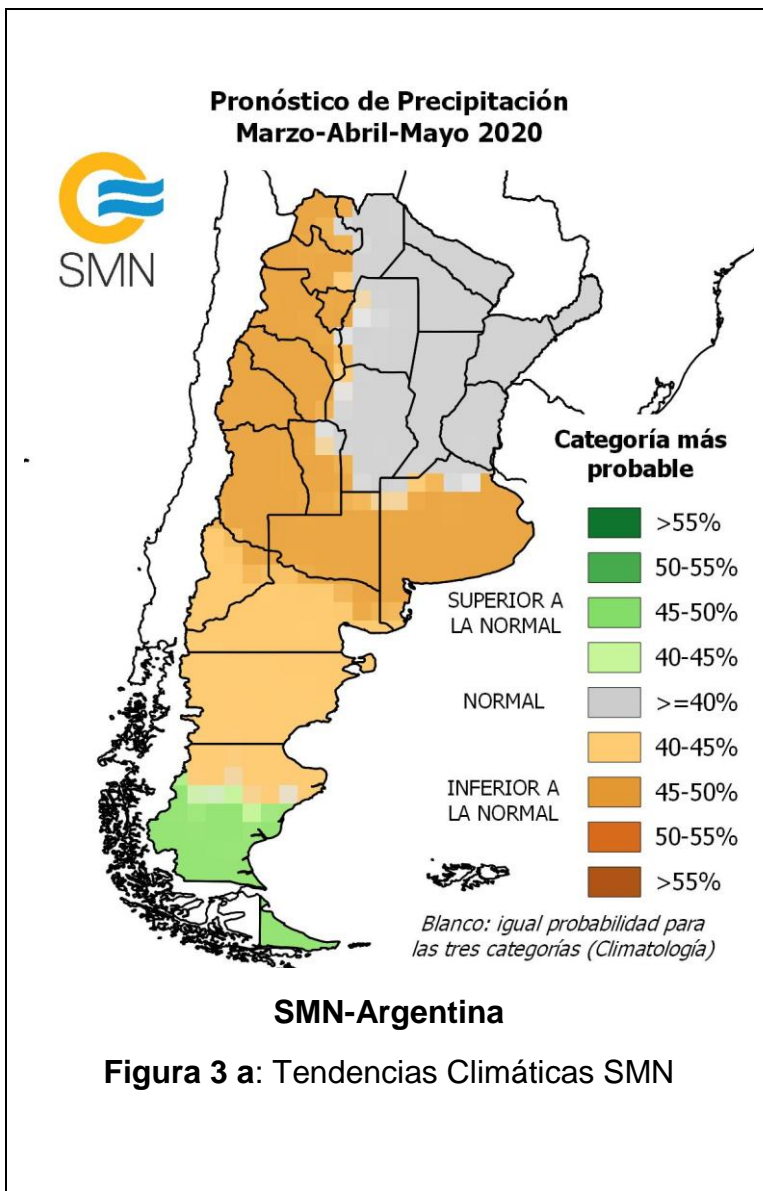 Pronóstico de Precipitación
Marzo-Abril-Mayo 2020
SMN
Categoría más
probable
>55%
50-55%
SUPERIOR A
LA NORMAL
45-50%
40-45%
NORMAL
>=40%
40-45%
INFERIOR A
LA NORMAL
45-50%
50-55%
>55%
Blanco: igual probabilidad para
las tres categorías (Climatología)
SMN-Argentina
Figura 3 a: Tendencias Climáticas SMN